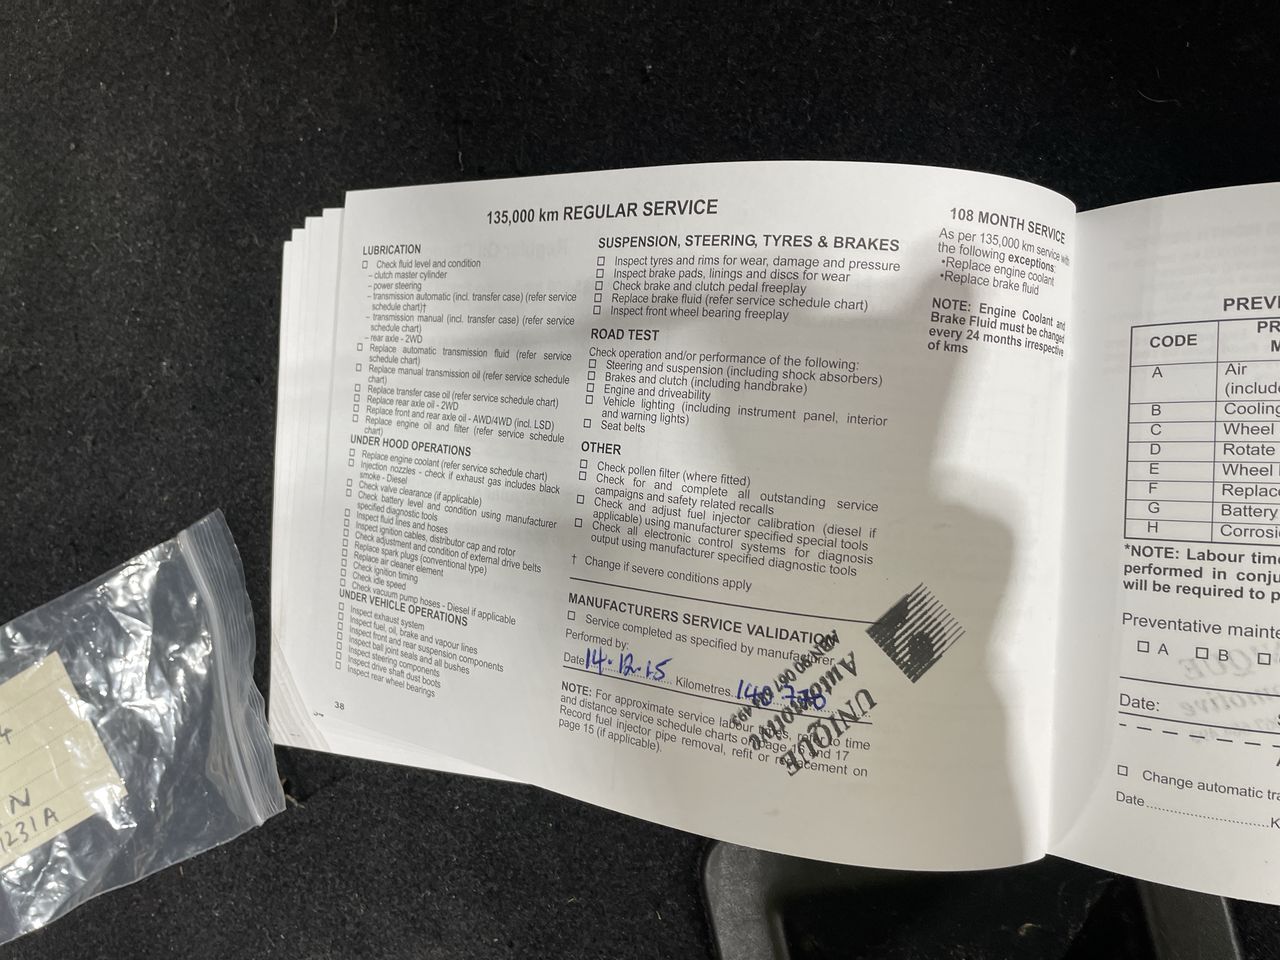 135,000 km REGULAR SERVICE
LUBRICATION
☐ Check fluid level and condition
– clutch master cylinder
– power steering
– transmission automatic (incl. transfer case) (refer service
schedule chart)†
– transmission manual (incl. transfer case) (refer service
schedule chart)
– rear axle - 2WD
☐ Replace automatic transmission fluid (refer service
schedule chart)
☐ Replace manual transmission oil (refer service schedule
chart)
☐ Replace transfer case oil (refer service schedule chart)
☐ Replace rear axle oil - 2WD
☐ Replace front and rear axle oil - AWD/4WD (incl. LSD)
☐ Replace engine oil and filter (refer service schedule
chart)
UNDER HOOD OPERATIONS
☐ Replace engine coolant (refer service schedule chart)
☐ Injection nozzles - check if exhaust gas includes black
smoke - Diesel
☐ Check valve clearance (if applicable)
☐ Check battery level and condition using manufacturer
specified diagnostic tools
☐ Inspect fluid lines and hoses
☐ Inspect ignition cables, distributor cap and rotor
☐ Check adjustment and condition of external drive belts
☐ Replace spark plugs (conventional type)
☐ Replace air cleaner element
☐ Check ignition timing
☐ Check idle speed
☐ Check vacuum pump hoses - Diesel if applicable
UNDER VEHICLE OPERATIONS
☐ Inspect exhaust system
☐ Inspect fuel, oil, brake and vapour lines
☐ Inspect front and rear suspension components
☐ Inspect ball joint seals and all bushes
☐ Inspect steering components
☐ Inspect drive shaft dust boots
☐ Inspect rear wheel bearings
38
SUSPENSION, STEERING, TYRES & BRAKES
☐ Inspect tyres and rims for wear, damage and pressure
☐ Inspect brake pads, linings and discs for wear
☐ Check brake and clutch pedal freeplay
☐ Replace brake fluid (refer service schedule chart)
☐ Inspect front wheel bearing freeplay
ROAD TEST
Check operation and/or performance of the following:
☐ Steering and suspension (including shock absorbers)
☐ Brakes and clutch (including handbrake)
☐ Engine and driveability
☐ Vehicle lighting (including instrument panel, interior
and warning lights)
☐ Seat belts
OTHER
☐ Check pollen filter (where fitted)
☐ Check for and complete all outstanding service
campaigns and safety related recalls
☐ Check and adjust fuel injector calibration (diesel if
applicable) using manufacturer specified special tools
☐ Check all electronic control systems for diagnosis
output using manufacturer specified diagnostic tools
† Change if severe conditions apply
MANUFACTURERS SERVICE VALIDATION
☐ Service completed as specified by manufacturer
Performed by:
Date 14.12.15 Kilometres
NOTE: For approximate service labour times, refer to time
and distance service schedule charts on page 16 and 17
Record fuel injector pipe removal, refit or replacement on
page 15 (if applicable).
UNIQUE
Automotive
108 MONTH SERVICE
As per 135,000 km service with
the following exceptions:
•Replace engine coolant
•Replace brake fluid
NOTE: Engine Coolant and
Brake Fluid must be changed
every 24 months irrespective
of kms
PREV
CODE
A Air
(include
B Cooling
C Wheel
D Rotate
E Wheel
F Replac
G Battery
H Corrosi
*NOTE: Labour tim
performed in conju
will be required to p
Preventative mainte
☐ A ☐ B ☐
Date:
☐ Change automatic tra
Date
4
N
1231A